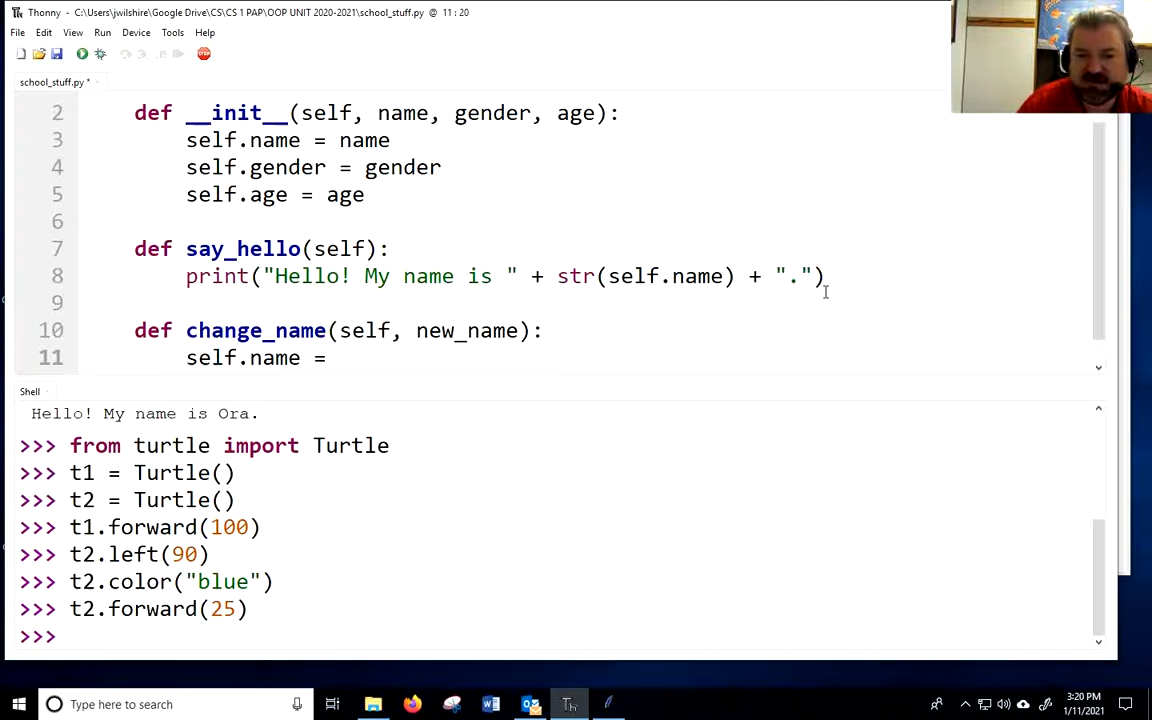 Thonny - C:\Users\jwilshire\Google Drive\CS\CS 1 PAP\OOP UNIT 2020-2021\school_stuff.py @ 11 : 20
File Edit View Run Device Tools Help
school_stuff.py *
2 def __init__(self, name, gender, age):
3 self.name = name
4 self.gender = gender
5 self.age = age
6
7 def say_hello(self):
8 print("Hello! My name is " + str(self.name) + ".")
9
10 def change_name(self, new_name):
11 self.name =
Shell
Hello! My name is Ora.
>>> from turtle import Turtle
>>> t1 = Turtle()
>>> t2 = Turtle()
>>> t1.forward(100)
>>> t2.left(90)
>>> t2.color("blue")
>>> t2.forward(25)
>>>
Type here to search
3:20 PM
1/11/2021